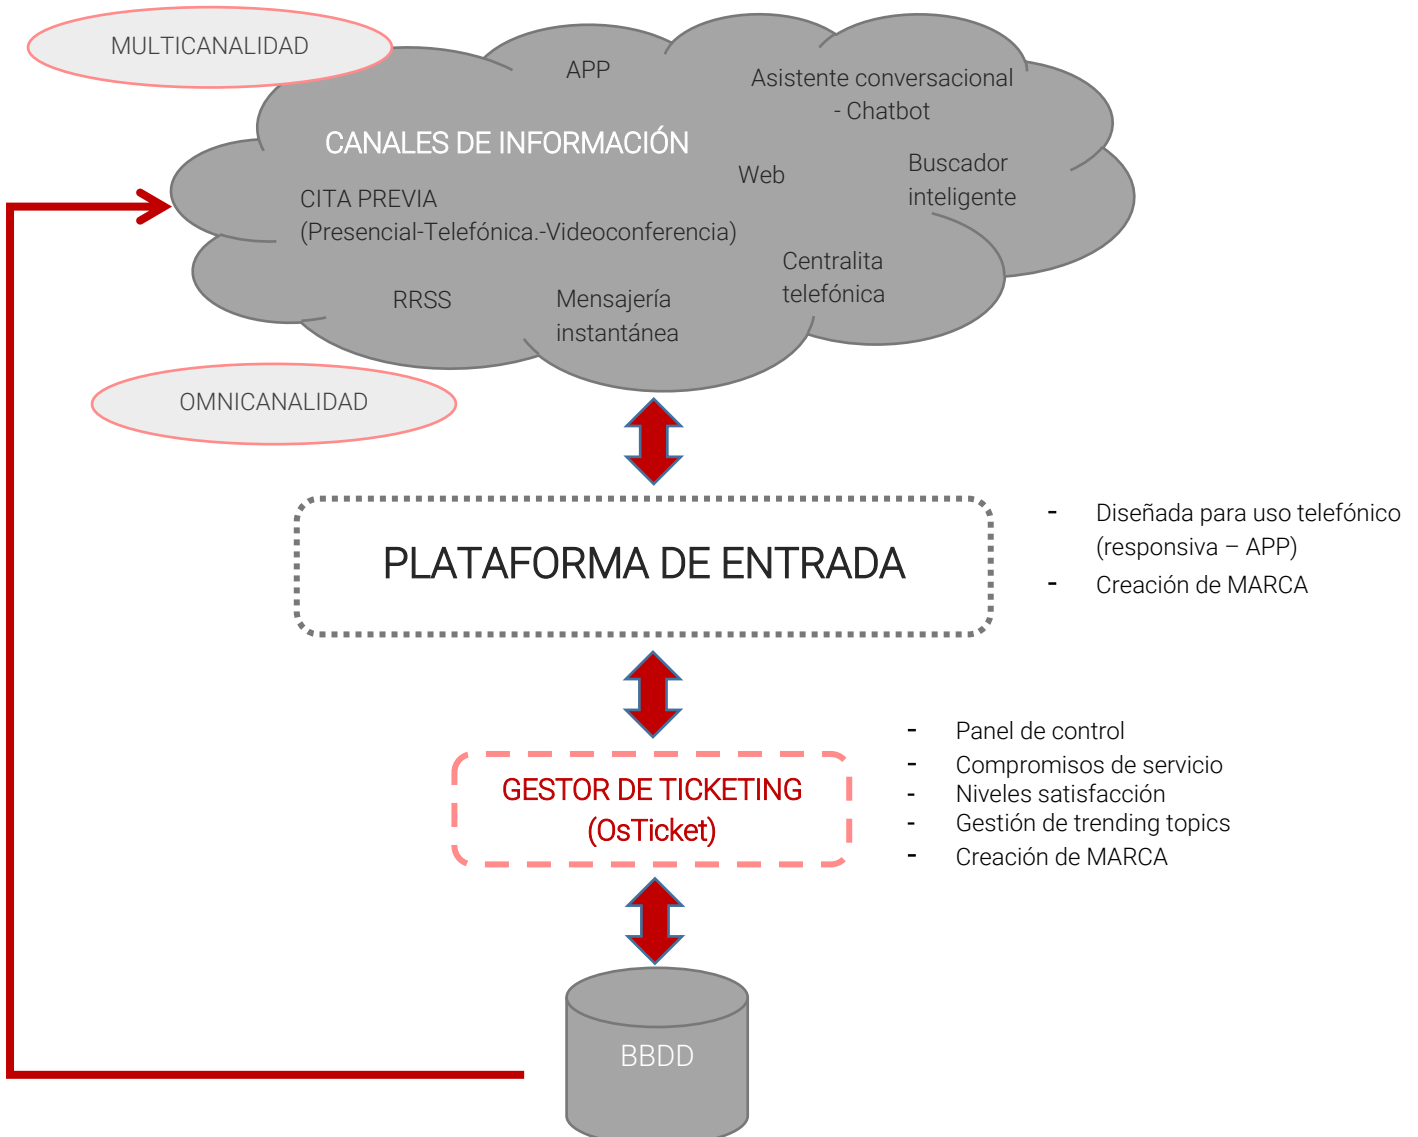 MULTICANALIDAD
APP
Asistente conversacional
- Chatbot
CANALES DE INFORMACIÓN
Web
Buscador
inteligente
CITA PREVIA
(Presencial-Telefónica.-Videoconferencia)
Centralita
telefónica
RRSS
Mensajería
instantánea
OMNICANALIDAD
PLATAFORMA DE ENTRADA
- Diseñada para uso telefónico
(responsiva – APP)
- Creación de MARCA
GESTOR DE TICKETING
(OsTicket)
- Panel de control
- Compromisos de servicio
- Niveles satisfacción
- Gestión de trending topics
- Creación de MARCA
BBDD